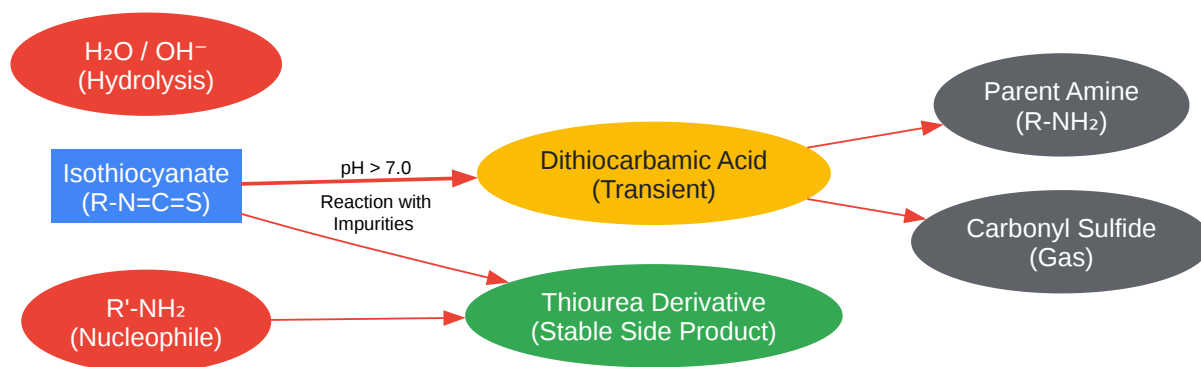 H₂O / OH⁻
(Hydrolysis)
Isothiocyanate
(R-N=C=S)
R'-NH₂
(Nucleophile)
pH > 7.0
Reaction with
Impurities
Dithiocarbamic Acid
(Transient)
Thiourea Derivative
(Stable Side Product)
Parent Amine
(R-NH₂)
Carbonyl Sulfide
(Gas)